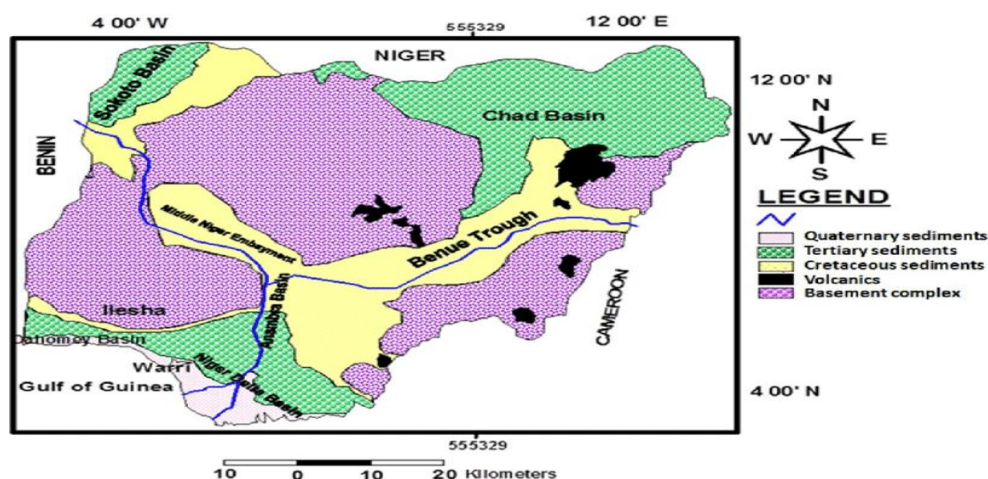 4 00' W
555329
12 00' E
NIGER
12 00' N
Sokoto Basin
Chad Basin
N
W
E
S
BENIN
LEGEND
Middle Niger Embayment
Benue Trough
Quaternary sediments
Tertiary sediments
Cretaceous sediments
Volcanics
Basement complex
Anambra Basin
Ilesha
CAMEROON
Dahomey Basin
Warri
Niger Delta Basin
Gulf of Guinea
4 00' N
555329
10 0 10 20 Kilometers